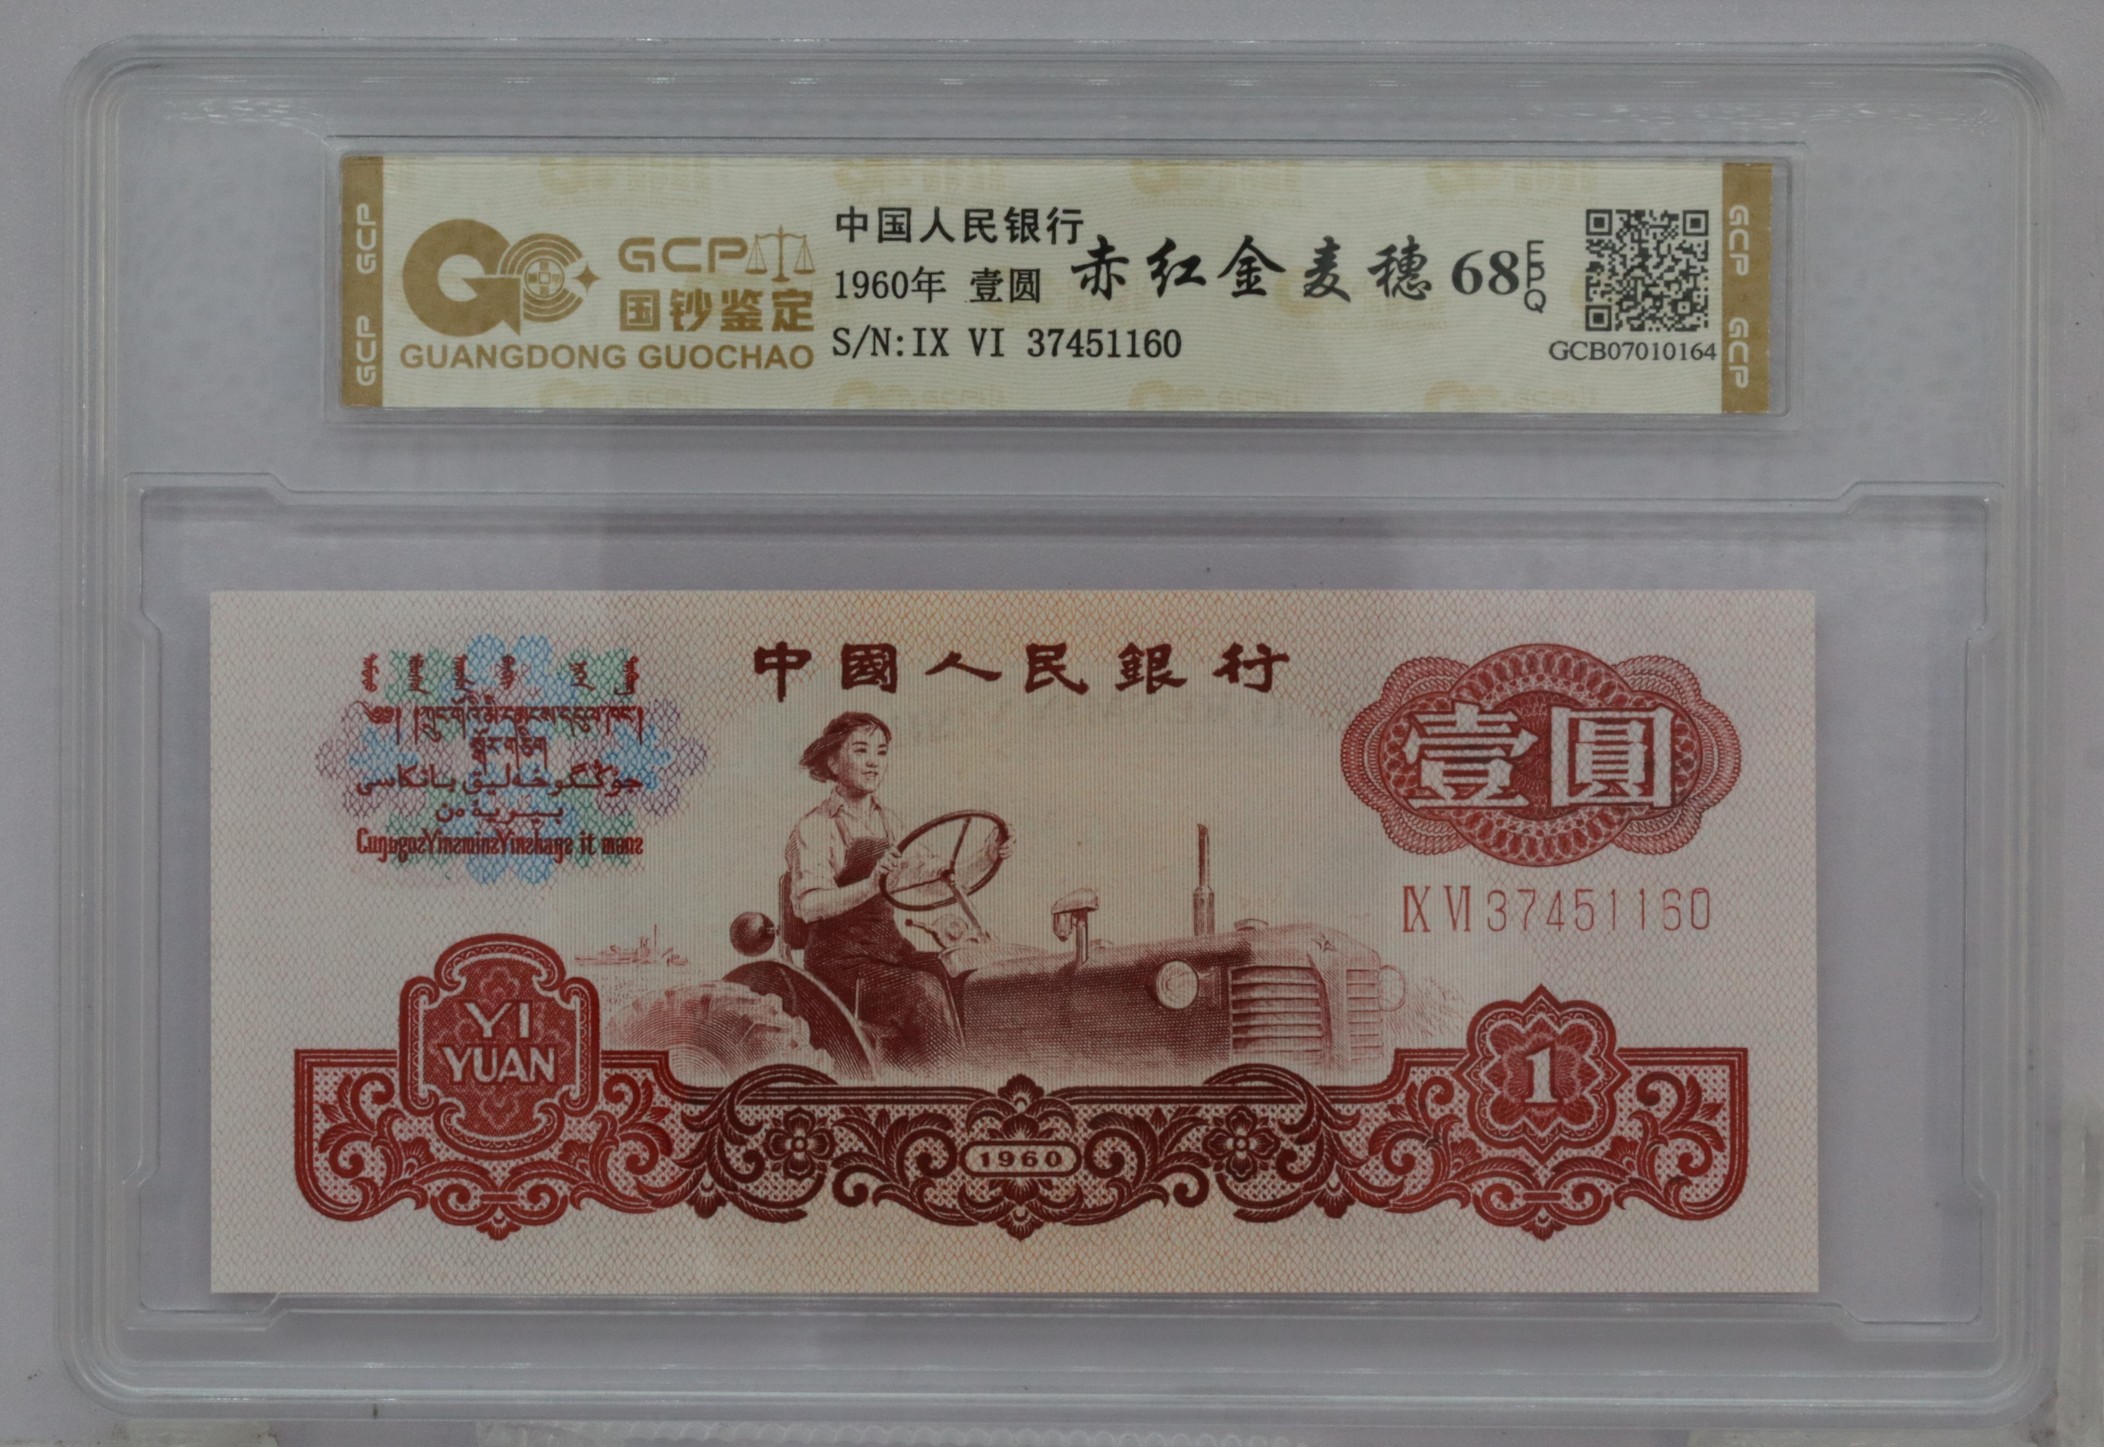 GCP
GCP
GCP
国钞鉴定
GUANGDONG GUOCHAO
中国人民银行
1960年 壹圆
赤红金麦穗 68 EPQ
S/N:IX VI 37451160
GCB07010164
GCP
GCP
中國人民銀行
壹圓
IX VI 37451160
YI
YUAN
1
1960